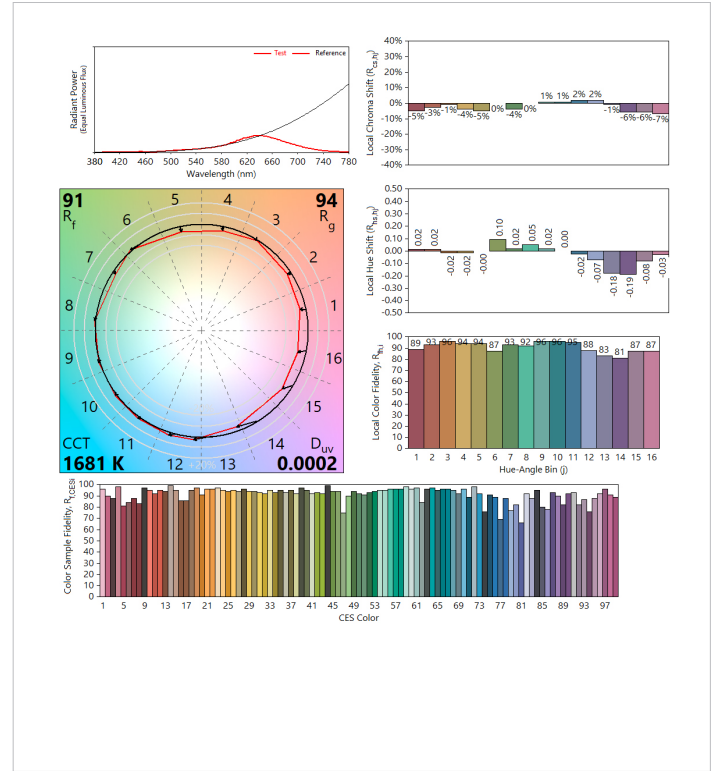 Test Reference
Radiant Power
(Equal Luminous Flux)
380 420 460 500 540 580 620 660 700 740 780
Wavelength (nm)
40%
30%
20%
10%
0%
-10%
-20%
-30%
-40%
Local Chroma Shift (Rcs,hj)
-5% -3% -1% -4% -5% 0% -4% 0% 1% 1% 2% 2% -1% -6% -6% -7%
91
Rf
94
Rg
1 2 3 4 5 6 7 8 9 10 11 12 13 14 15 16
+20%
CCT
1681 K
Duv
0.0002
0.50
0.40
0.30
0.20
0.10
0.00
-0.10
-0.20
-0.30
-0.40
-0.50
Local Hue Shift (Rhs,hj)
0.02 0.02 -0.02 -0.02 -0.00 0.10 0.02 0.05 0.02 0.00 -0.02 -0.07 -0.18 -0.19 -0.08 -0.03
100
90
80
70
60
50
40
30
20
10
0
Local Color Fidelity, Rfh,i
89 93 96 94 94 87 93 92 96 96 95 88 83 81 87 87
1 2 3 4 5 6 7 8 9 10 11 12 13 14 15 16
Hue-Angle Bin (j)
100
90
80
70
60
50
40
30
20
10
0
Color Sample Fidelity, Rf,CESi
1 5 9 13 17 21 25 29 33 37 41 45 49 53 57 61 65 69 73 77 81 85 89 93 97
CES Color